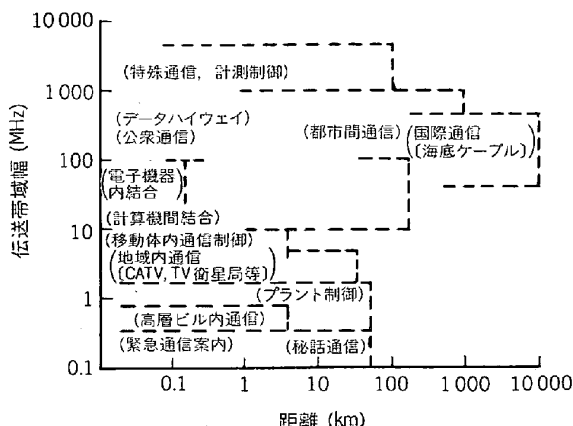 10 000
(特殊通信, 計測制御)
1 000
(データハイウェイ)
公衆通信
(都市間通信)
(国際通信
〔海底ケーブル〕)
100
(電子機器
内結合)
(計算機間結合)
10
(移動体内通信制御)
(地域内通信
〔CATV, TV衛星局等〕)
(プラント制御)
1
(高層ビル内通信)
(緊急通信案内)
(秘話通信)
0.1
0.1
1
10
100
1 000
10 000
伝送帯域幅 (MHz)
距離 (km)